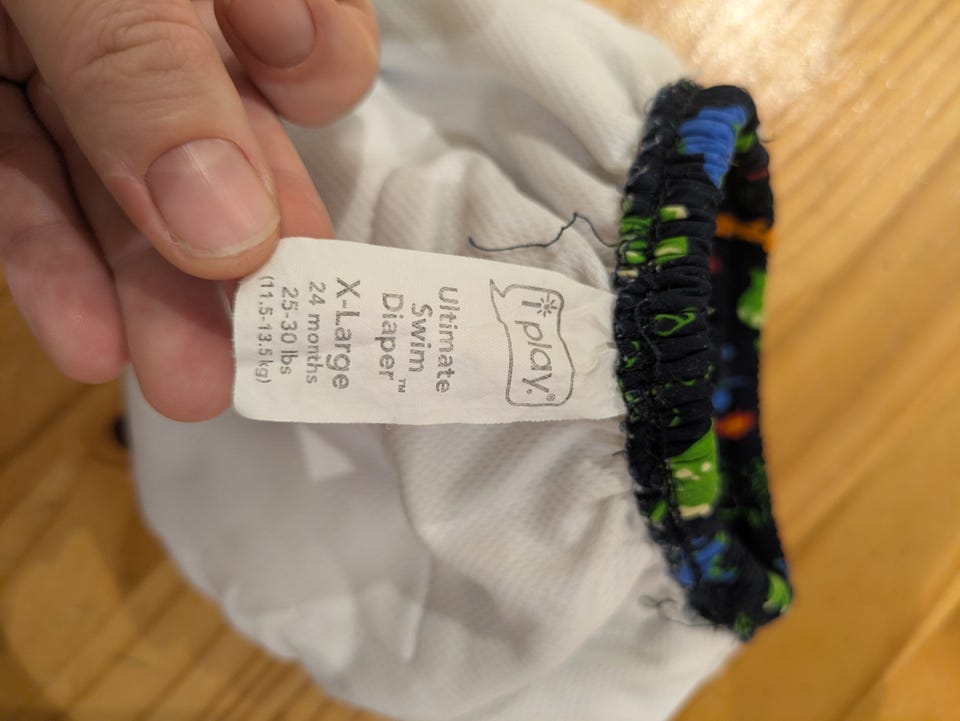 i play.®
Ultimate
Swim
Diaper™
X-Large
24 months
25-30 lbs
(11.5-13.5kg)